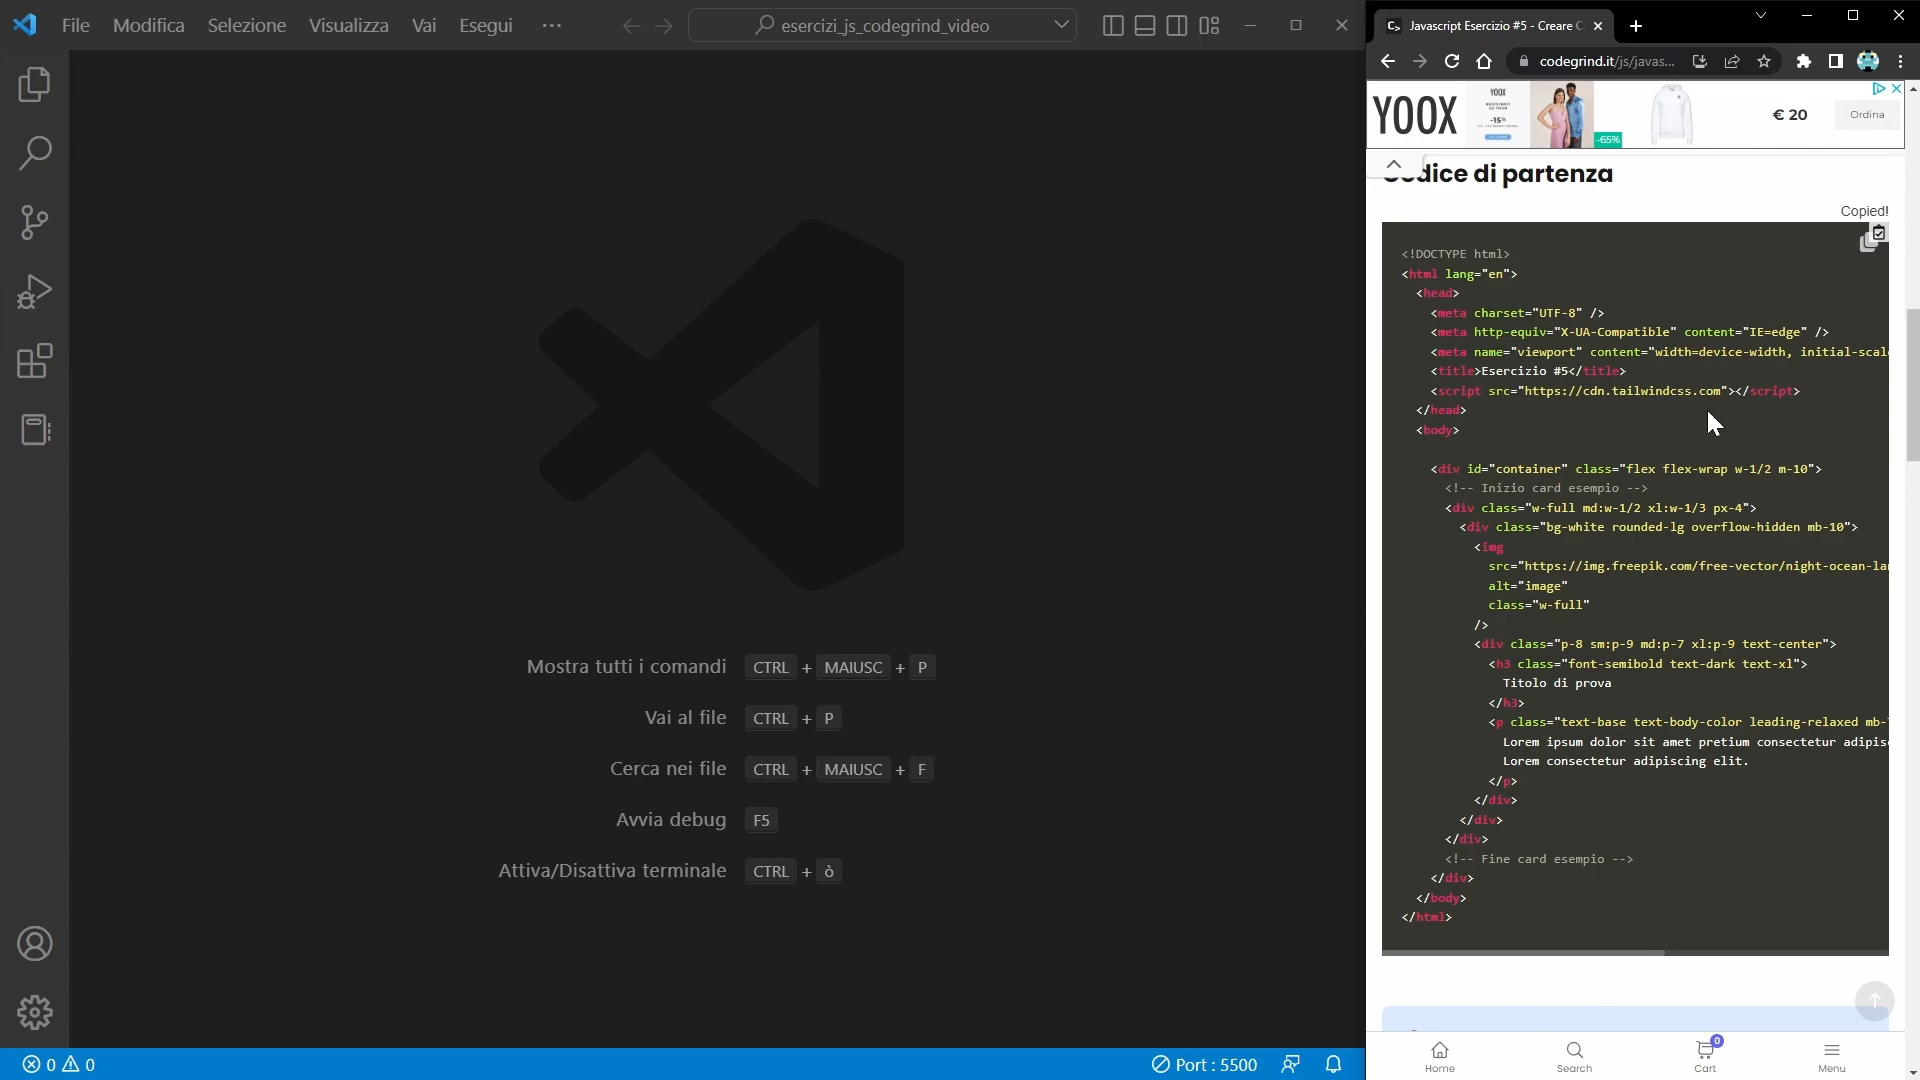 File Modifica Selezione Visualizza Vai Esegui ···
esercizi_js_codegrind_video
Mostra tutti i comandi CTRL + MAIUSC + P
Vai al file CTRL + P
Cerca nei file CTRL + MAIUSC + F
Avvia debug F5
Attiva/Disattiva terminale CTRL + ò
0 0
Port : 5500
Javascript Esercizio #5 - Creare C
codegrind.it/js/javas...
YOOX
YOOX
-15%
-65%
€ 20
Ordina
Codice di partenza
Copied!
<!DOCTYPE html>
<html lang="en">
<head>
<meta charset="UTF-8" />
<meta http-equiv="X-UA-Compatible" content="IE=edge" />
<meta name="viewport" content="width=device-width, initial-scal
<title>Esercizio #5</title>
<script src="https://cdn.tailwindcss.com"></script>
</head>
<body>
<div id="container" class="flex flex-wrap w-1/2 m-10">
<!-- Inizio card esempio -->
<div class="w-full md:w-1/2 xl:w-1/3 px-4">
<div class="bg-white rounded-lg overflow-hidden mb-10">
<img
src="https://img.freepik.com/free-vector/night-ocean-la
alt="image"
class="w-full"
/>
<div class="p-8 sm:p-9 md:p-7 xl:p-9 text-center">
<h3 class="font-semibold text-dark text-xl">
Titolo di prova
</h3>
<p class="text-base text-body-color leading-relaxed mb-
Lorem ipsum dolor sit amet pretium consectetur adipis
Lorem consectetur adipiscing elit.
</p>
</div>
</div>
</div>
<!-- Fine card esempio -->
</div>
</body>
</html>
0
Home Search Cart Menu